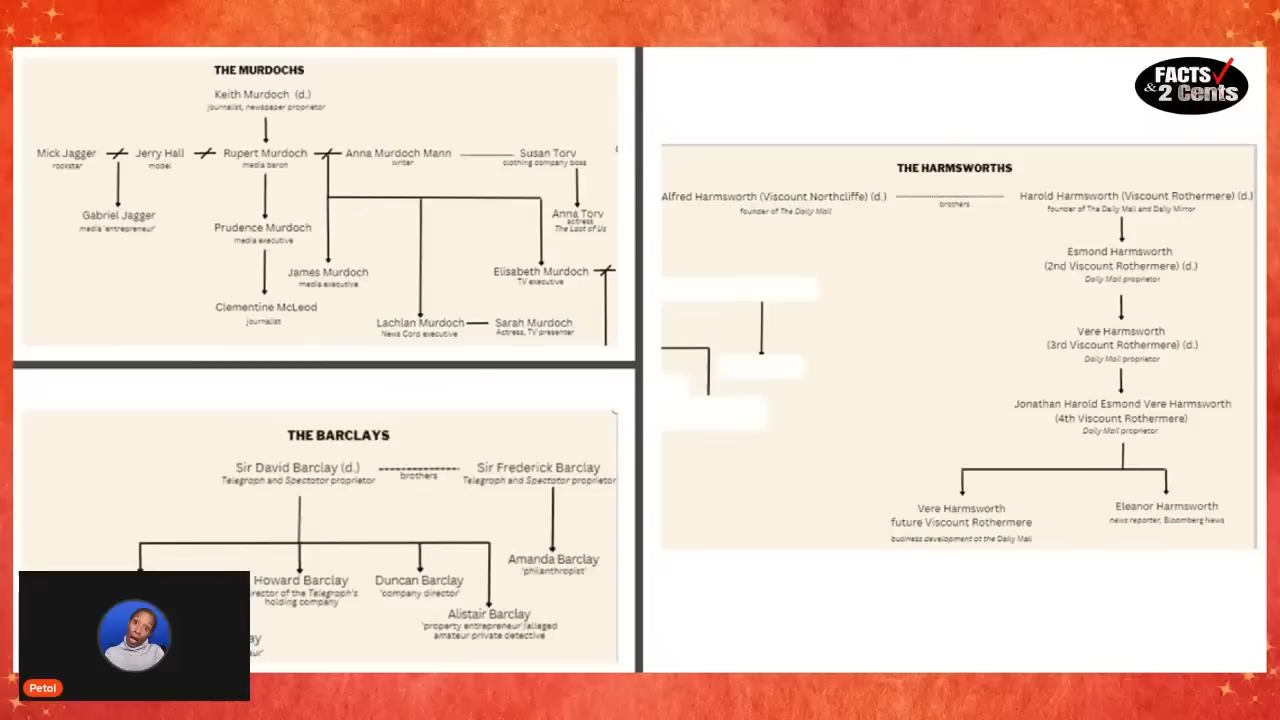 FACTS
& 2 Cents
THE MURDOCHS
Keith Murdoch (d.)
journalist, newspaper proprietor
Mick Jagger Jerry Hall Rupert Murdoch Anna Murdoch Mann Susan Torv
rockstar model media baron writer clothing company boss
Gabriel Jagger
media 'entrepreneur'
Prudence Murdoch
media executive
Anna Torv
actress
The Last of Us
James Murdoch
media executive
Elisabeth Murdoch
TV executive
Clementine McLeod
journalist
Lachlan Murdoch
News Corp executive
Sarah Murdoch
Actress, TV presenter
THE BARCLAYS
Sir David Barclay (d.)
Telegraph and Spectator proprietor
brothers
Sir Frederick Barclay
Telegraph and Spectator proprietor
Amanda Barclay
'philanthropist'
Howard Barclay
rector of the Telegraph's
holding company
Duncan Barclay
'company director'
Alistair Barclay
'property entrepreneur'/alleged
amateur private detective
ay
eur'
Petol
THE HARMSWORTHS
Alfred Harmsworth (Viscount Northcliffe) (d.)
founder of The Daily Mail
brothers
Harold Harmsworth (Viscount Rothermere) (d.)
founder of The Daily Mail and Daily Mirror
Esmond Harmsworth
(2nd Viscount Rothermere) (d.)
Daily Mail proprietor
Vere Harmsworth
(3rd Viscount Rothermere) (d.)
Daily Mail proprietor
Jonathan Harold Esmond Vere Harmsworth
(4th Viscount Rothermere)
Daily Mail proprietor
Vere Harmsworth
future Viscount Rothermere
business development at the Daily Mail
Eleanor Harmsworth
news reporter, Bloomberg News